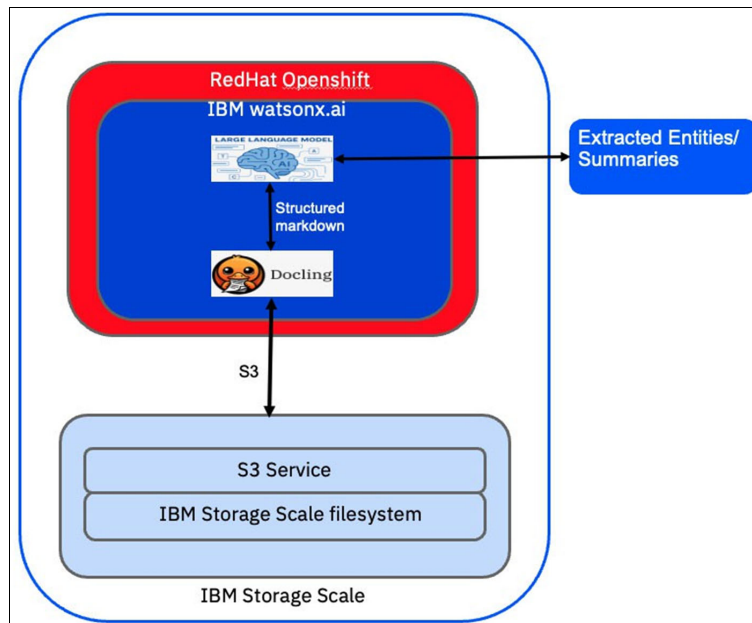 RedHat Openshift
IBM watsonx.ai
LARGE LANGUAGE MODEL
AI
A
T
C
Extracted Entities/
Summaries
Structured
markdown
Docling
S3
S3 Service
IBM Storage Scale filesystem
IBM Storage Scale